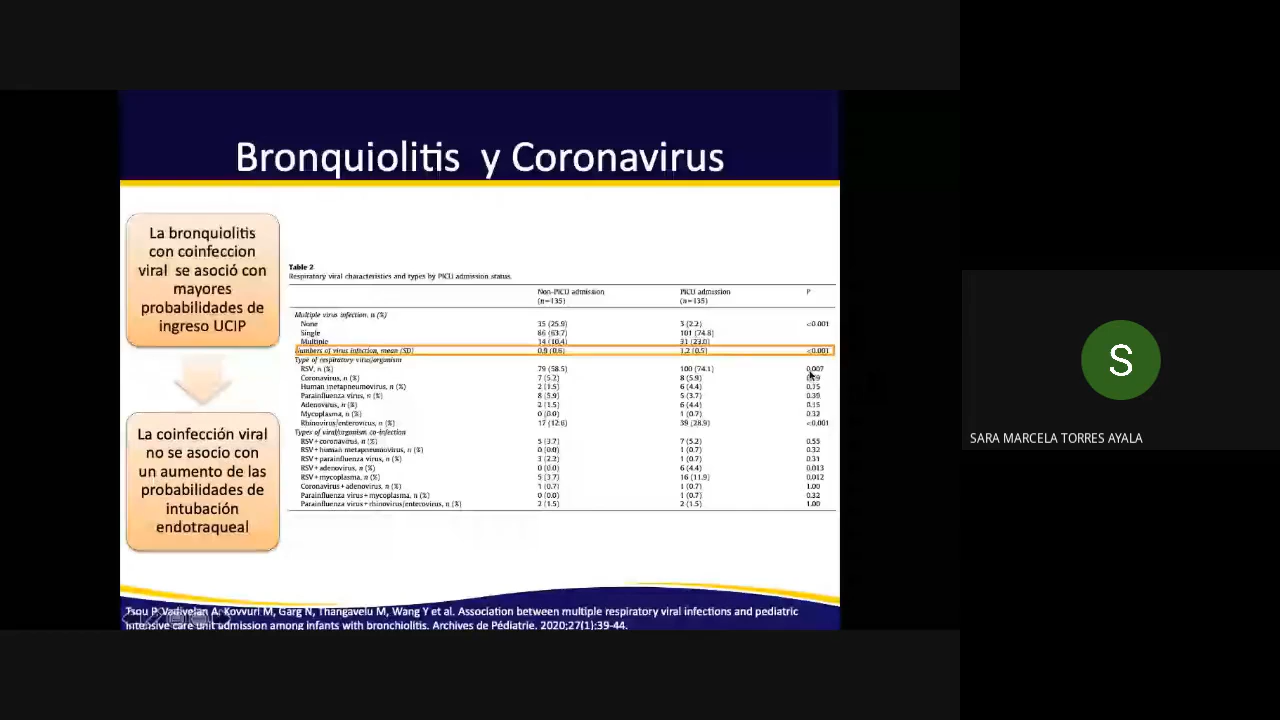 Bronquiolitis y Coronavirus
La bronquiolitis
con coinfeccion
viral se asoció con
mayores
probabilidades de
ingreso UCIP
La coinfección viral
no se asocio con
un aumento de las
probabilidades de
intubación
endotraqueal
Table 2
Respiratory viral characteristics and types by PICU admission status.
Non-PICU admission PICU admission P
(n=135) (n=135)
Multiple virus infection, n (%)
None 35 (25.9) 3 (2.2) <0.001
Single 86 (63.7) 101 (74.8)
Multiple 14 (10.4) 31 (23.0)
Numbers of virus infection, mean (SD) 0.9 (0.6) 1.2 (0.5) <0.001
Type of respiratory virus/organism
RSV, n (%) 79 (58.5) 100 (74.1) 0.007
Coronavirus, n (%) 7 (5.2) 8 (5.9)
Human metapneumovirus, n (%) 2 (1.5) 6 (4.4) 0.15
Parainfluenza virus, n (%) 8 (5.9) 5 (3.7) 0.39
Adenovirus, n (%) 2 (1.5) 6 (4.4) 0.15
Mycoplasma, n (%) 0 (0.0) 1 (0.7) 0.32
Rhinovirus/enterovirus, n (%) 17 (12.6) 39 (28.9) <0.001
Types of viral/organism co-infection
RSV+coronavirus, n (%) 5 (3.7) 7 (5.2) 0.55
RSV+human metapneumovirus, n (%) 0 (0.0) 1 (0.7) 0.32
RSV+parainfluenza virus, n (%) 3 (2.2) 1 (0.7) 0.31
RSV+adenovirus, n (%) 0 (0.0) 6 (4.4) 0.013
RSV+mycoplasma, n (%) 5 (3.7) 16 (11.9) 0.012
Coronavirus+adenovirus, n (%) 1 (0.7) 1 (0.7) 1.00
Parainfluenza virus+mycoplasma, n (%) 0 (0.0) 1 (0.7) 0.32
Parainfluenza virus+rhinovirus/enterovirus, n (%) 2 (1.5) 2 (1.5) 1.00
Tsou P, Vadivelan A, Kovvuri M, Garg N, Thangavelu M, Wang Y et al. Association between multiple respiratory viral infections and pediatric
intensive care unit admission among infants with bronchiolitis. Archives de Pédiatrie. 2020;27(1):39-44.
S
SARA MARCELA TORRES AYALA